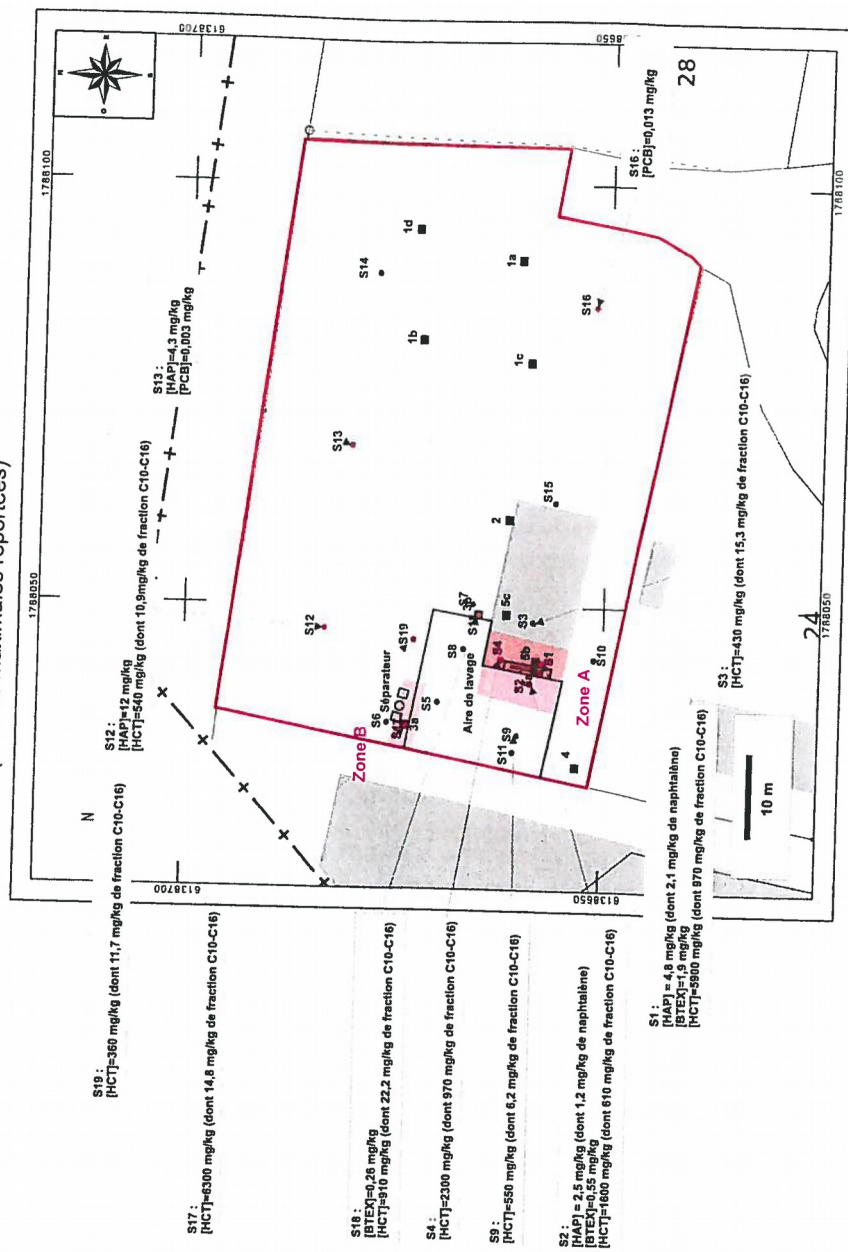 S19 :
[HCT]=360 mg/kg (dont 11,7 mg/kg de fraction C10-C16)
S12 :
[HAP]=12 mg/kg
[HCT]=540 mg/kg (dont 10,9mg/kg de fraction C10-C16)
S13 :
[HAP]=4,3 mg/kg
[PCB]=0,003 mg/kg
S17 :
[HCT]=6300 mg/kg (dont 14,8 mg/kg de fraction C10-C16)
S18 :
[BTEX]=0,26 mg/kg
[HCT]=910 mg/kg (dont 22,2 mg/kg de fraction C10-C16)
S4 :
[HCT]=2300 mg/kg (dont 970 mg/kg de fraction C10-C16)
S9 :
[HCT]=550 mg/kg (dont 6,2 mg/kg de fraction C10-C16)
S2 :
[HAP] = 2,5 mg/kg (dont 1,2 mg/kg de naphtalène)
[BTEX]=0,55 mg/kg
[HCT]=1600 mg/kg (dont 610 mg/kg de fraction C10-C16)
S1 :
[HAP] = 4,8 mg/kg (dont 2,1 mg/kg de naphtalène)
[BTEX]=1,9 mg/kg
[HCT]=5900 mg/kg (dont 970 mg/kg de fraction C10-C16)
S3 :
[HCT]=430 mg/kg (dont 15,3 mg/kg de fraction C10-C16)
S16 :
[PCB]=0,013 mg/kg
1788050
1788100
6138700
6138700
N
S12
S13
S14
1b
1d
1a
1c
S16
Zone B
S6
Séparateur
S19
3a
S5
S8
Aire de lavage
S7
2
S15
5c
S3
S4
S2
5b
S1
S10
S11
S9
4
Zone A
6138650
8650
10 m
24
1788050
1788100
28